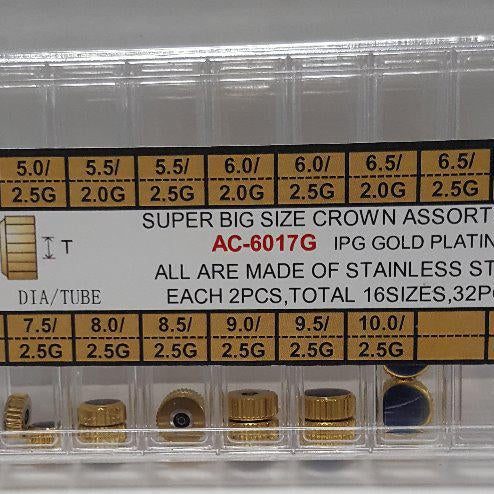 5.0/ 5.5/ 5.5/ 6.0/ 6.0/ 6.5/ 6.5/
2.5G 2.0G 2.5G 2.0G 2.5G 2.0G 2.5G
SUPER BIG SIZE CROWN ASSORT
AC-6017G IPG GOLD PLATIN
T
ALL ARE MADE OF STAINLESS ST
DIA/TUBE
EACH 2PCS,TOTAL 16SIZES,32P
7.5/ 8.0/ 8.5/ 9.0/ 9.5/ 10.0/
2.5G 2.5G 2.5G 2.5G 2.5G 2.5G